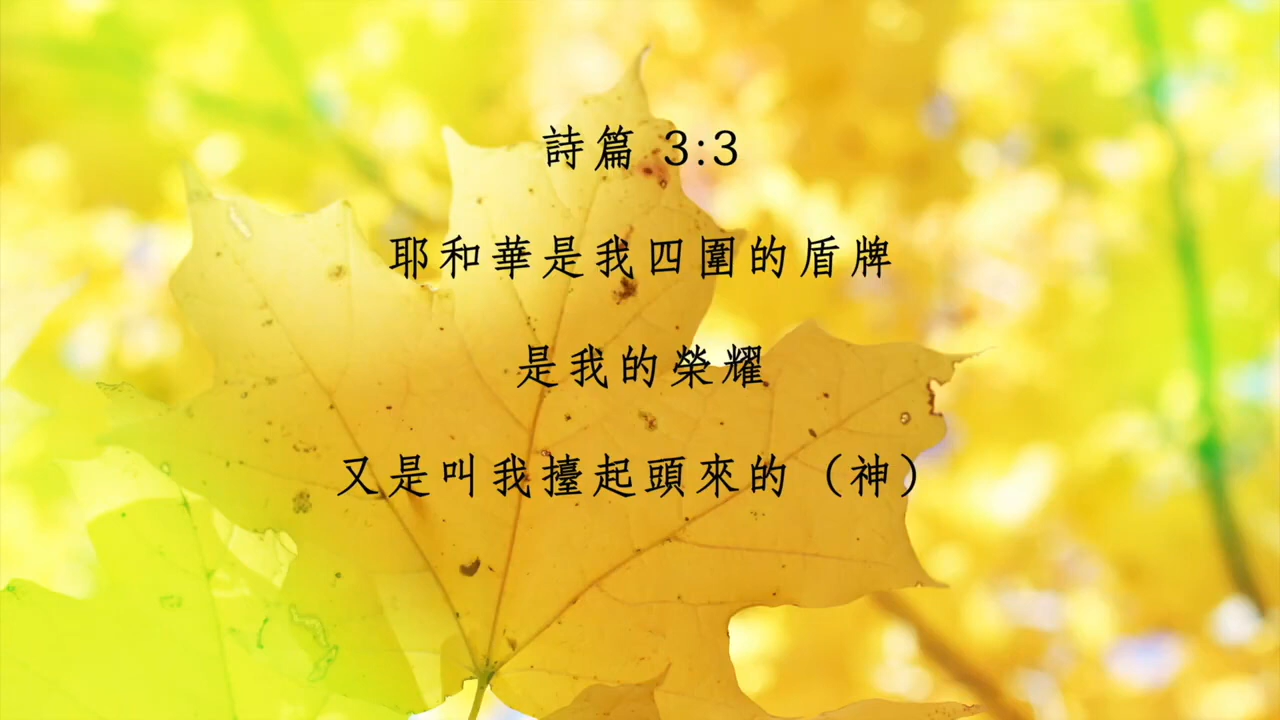 詩篇 3:3
耶和華是我四圍的盾牌
是我的榮耀
又是叫我擡起頭來的（神）